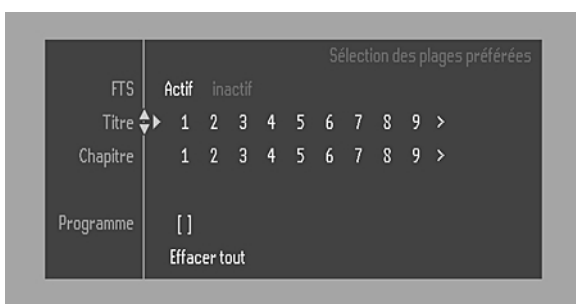 Sélection des plages préférées
FTS Actif inactif
Titre 1 2 3 4 5 6 7 8 9 >
Chapitre 1 2 3 4 5 6 7 8 9 >
Programme [ ]
Effacer tout